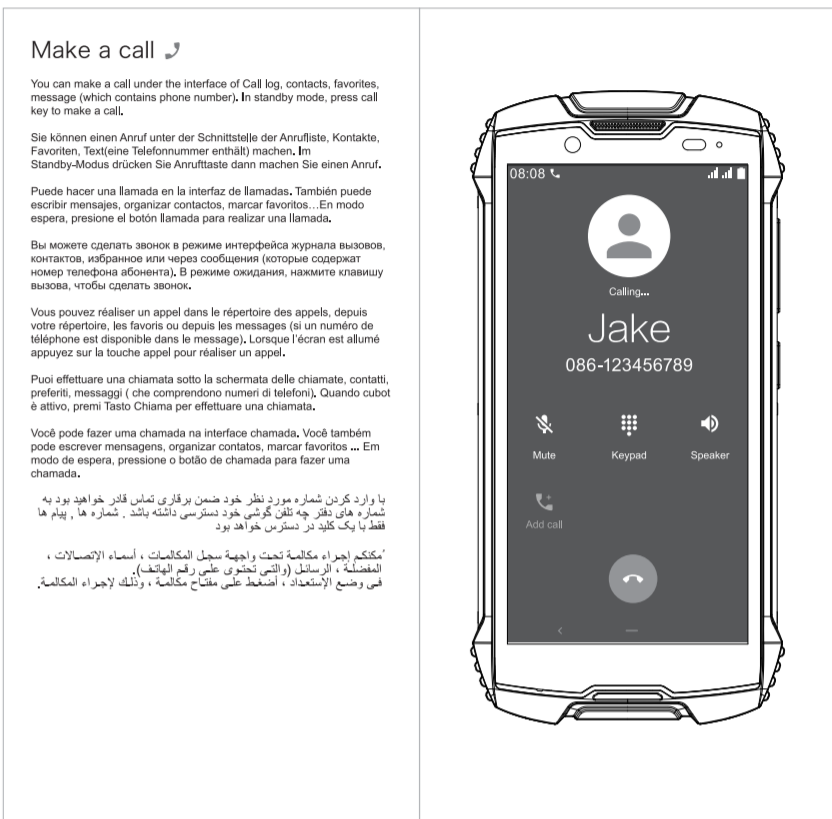 Make a call
You can make a call under the interface of Call log, contacts, favorites,
message (which contains phone number). In standby mode, press call
key to make a call.
Sie können einen Anruf unter der Schnittstelle der Anrufliste, Kontakte,
Favoriten, Text(eine Telefonnummer enthält) machen. Im
Standby-Modus drücken Sie Anrufttaste dann machen Sie einen Anruf.
Puede hacer una llamada en la interfaz de llamadas. También puede
escribir mensajes, organizar contactos, marcar favoritos…En modo
espera, presione el botón llamada para realizar una llamada.
Вы можете сделать звонок в режиме интерфейса журнала вызовов,
контактов, избранное или через сообщения (которые содержат
номер телефона абонента). В режиме ожидания, нажмите клавишу
вызова, чтобы сделать звонок.
Vous pouvez réaliser un appel dans le répertoire des appels, depuis
votre répertoire, les favoris ou depuis les messages (si un numéro de
téléphone est disponible dans le message). Lorsque l'écran est allumé
appuyez sur la touche appel pour réaliser un appel.
Puoi effettuare una chiamata sotto la schermata delle chiamate, contatti,
preferiti, messaggi ( che comprendono numeri di telefoni). Quando cubot
è attivo, premi Tasto Chiama per effettuare una chiamata.
Você pode fazer uma chamada na interface chamada. Você também
pode escrever mensagens, organizar contatos, marcar favoritos ... Em
modo de espera, pressione o botão de chamada para fazer uma
chamada.
با وارد کردن شماره مورد نظر خود ضمن برقاری تماس قادر خواهید بود به
شماره های دفتر چه تلفن گوشی خود دسترسی داشته باشد . شماره ها , پیام ها
فقط با یک کلید در دسترس خواهد بود
ُمكنكم إجراء مكالمة تحت واجهة سجل المكالمات ، أسماء الإتصالات ،
المفضلة ، الرسائل (والتى تحتوى على رقم الهاتف).
فى وضع الإستعداد ، أضغط على مفتاح مكالمة ، وذلك لإجراء المكالمة.
08:08
Calling...
Jake
086-123456789
Mute Keypad Speaker
Add call